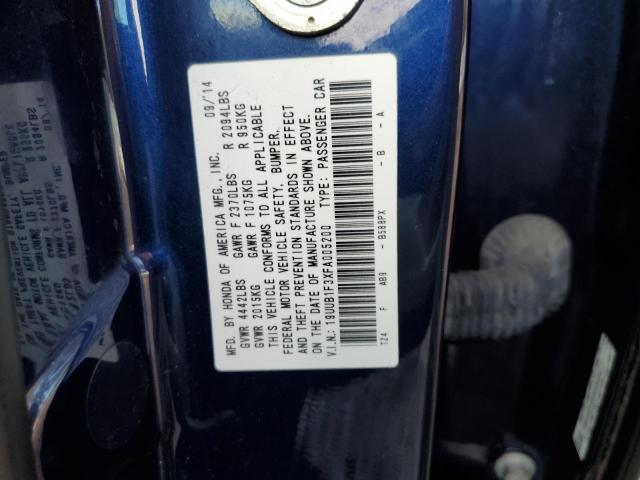 MFD. BY HONDA OF AMERICA MFG., INC. 09/14
GVWR 4442LBS GAWR F 2370LBS R 2094LBS
GVWR 2015KG GAWR F 1075KG R 950KG
THIS VEHICLE CONFORMS TO ALL APPLICABLE
FEDERAL MOTOR VEHICLE SAFETY, BUMPER,
AND THEFT PREVENTION STANDARDS IN EFFECT
ON THE DATE OF MANUFACTURE SHOWN ABOVE.
V.I.N.: 19UUB1F3XFA005200 TYPE: PASSENGER CAR
TZ4 F AB9 - B588PX - B - A